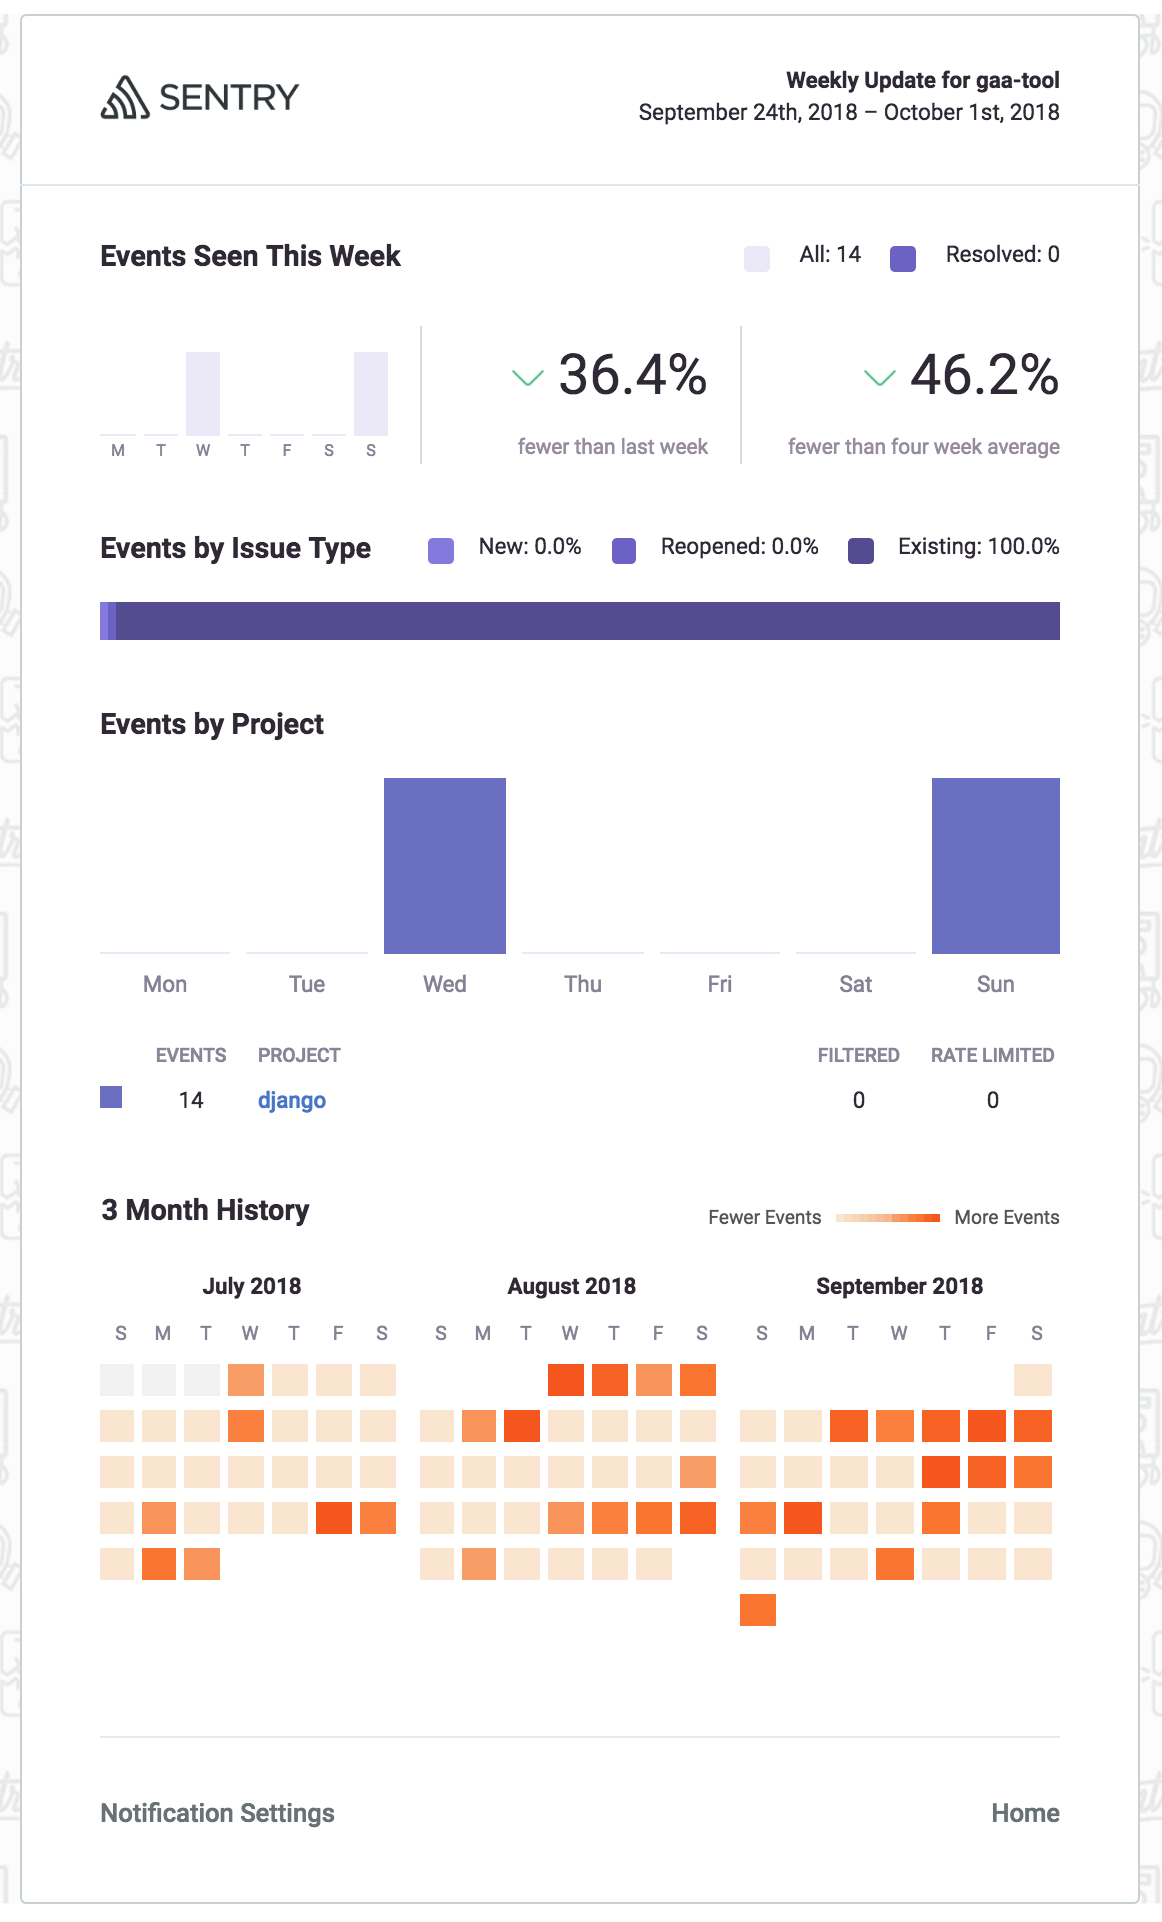 SENTRY
Weekly Update for gaa-tool
September 24th, 2018 – October 1st, 2018
Events Seen This Week
All: 14
Resolved: 0
M T W T F S S
36.4%
fewer than last week
46.2%
fewer than four week average
Events by Issue Type
New: 0.0%
Reopened: 0.0%
Existing: 100.0%
Events by Project
Mon Tue Wed Thu Fri Sat Sun
EVENTS PROJECT FILTERED RATE LIMITED
14 django 0 0
3 Month History
Fewer Events
More Events
July 2018
S M T W T F S
August 2018
S M T W T F S
September 2018
S M T W T F S
Notification Settings
Home